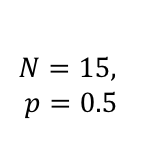 N = 15,
p = 0.5